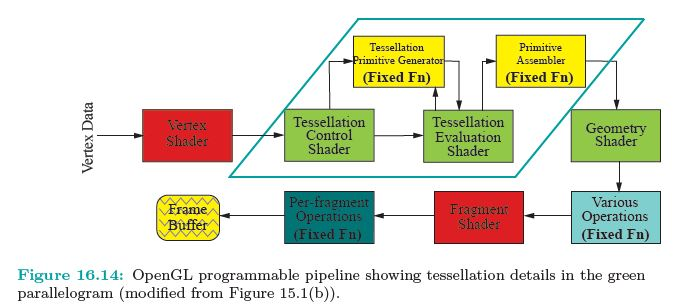 Vertex Data
Vertex
Shader
Tessellation
Control
Shader
Tessellation
Primitive Generator
(Fixed Fn)
Tessellation
Evaluation
Shader
Primitive
Assembler
(Fixed Fn)
Geometry
Shader
Various
Operations
(Fixed Fn)
Fragment
Shader
Per-fragment
Operations
(Fixed Fn)
Frame
Buffer
Figure 16.14: OpenGL programmable pipeline showing tessellation details in the green
parallelogram (modified from Figure 15.1(b)).